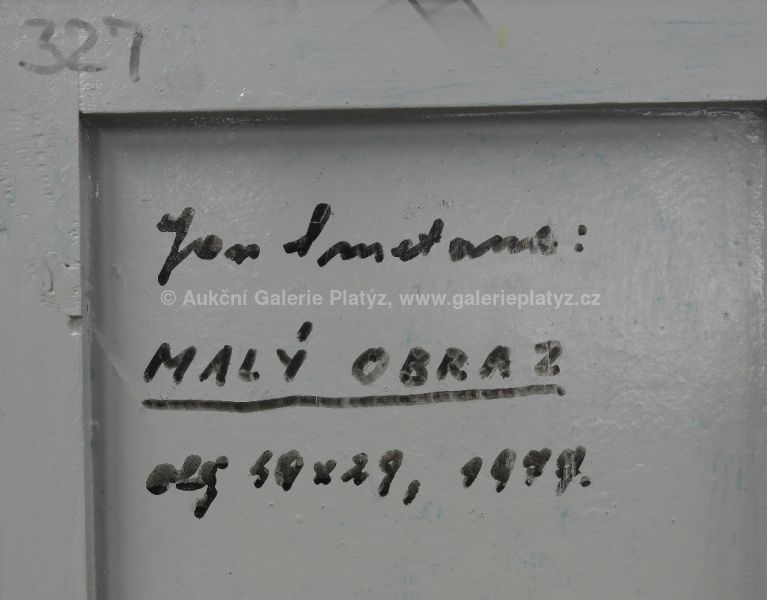 327
Jan Smetana:
© Aukční Galerie Platýz, www.galerieplatyz.cz
MALÝ OBRAZ
olej